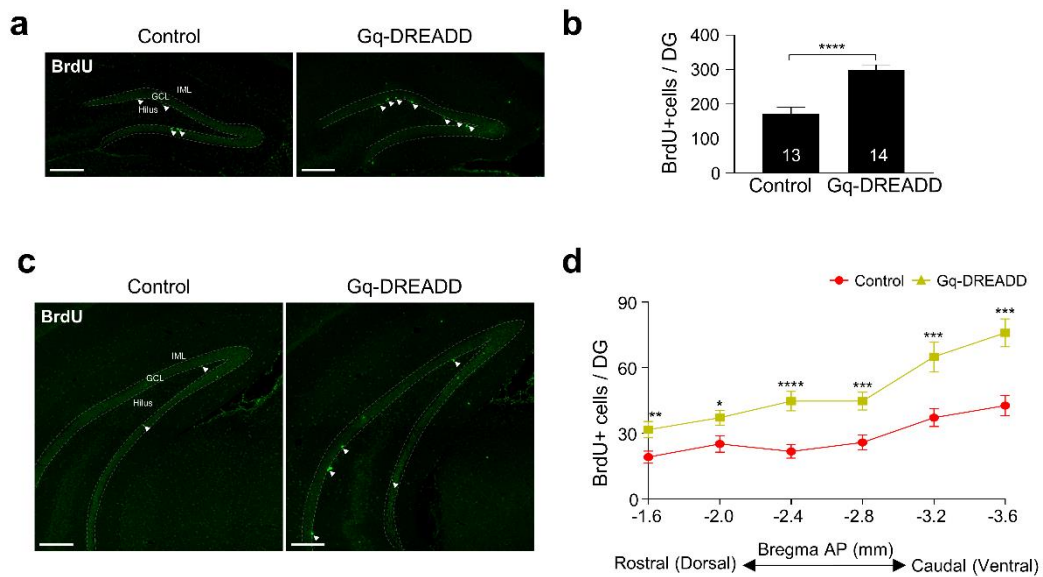 a
Control
Gq-DREADD
BrdU
IML
GCL
Hilus
b
****
BrdU+cells / DG
400
300
200
100
0
13
14
Control
Gq-DREADD
c
Control
Gq-DREADD
BrdU
IML
GCL
Hilus
d
Control
Gq-DREADD
BrdU+ cells / DG
90
60
30
0
**
*
****
***
***
***
-1.6
-2.0
-2.4
-2.8
-3.2
-3.6
Rostral (Dorsal)
Bregma AP (mm)
Caudal (Ventral)